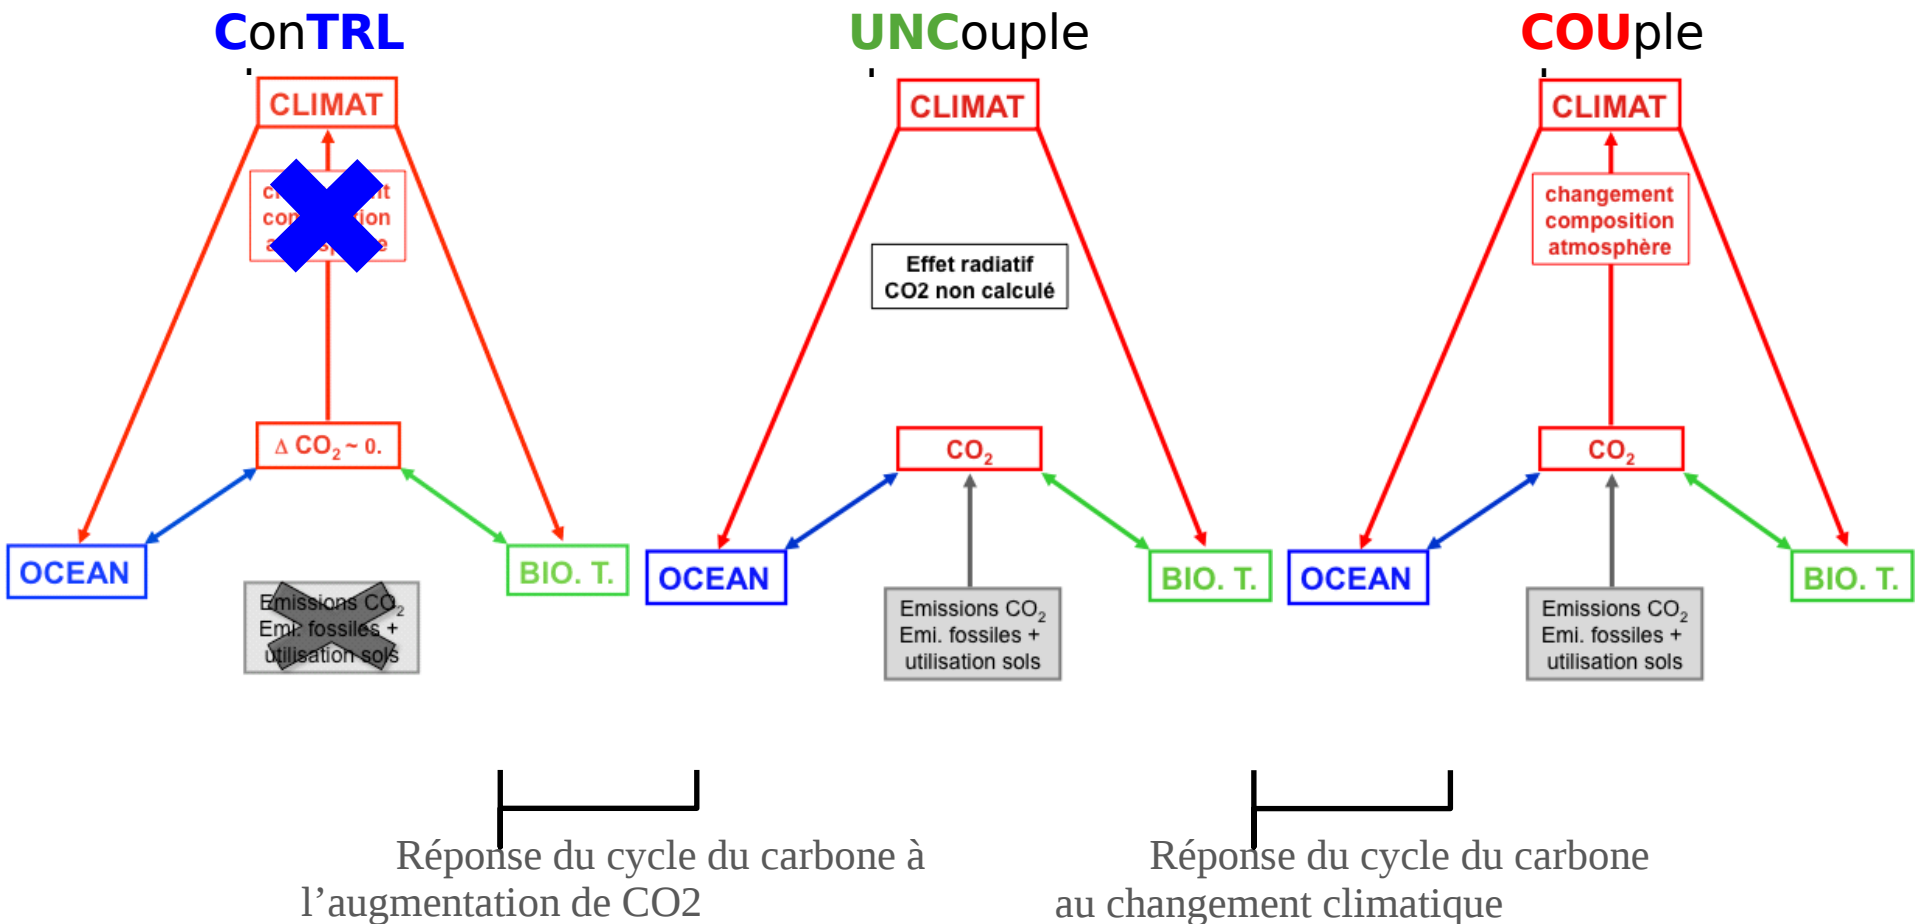 ConTRL
CLIMAT
Δ CO₂ ~ 0.
OCEAN
BIO. T.
Emissions CO₂
Emi. fossiles +
utilisation sols
UNCouple
CLIMAT
Effet radiatif
CO2 non calculé
CO₂
OCEAN
BIO. T.
Emissions CO₂
Emi. fossiles +
utilisation sols
COUple
CLIMAT
changement
composition
atmosphère
CO₂
OCEAN
BIO. T.
Emissions CO₂
Emi. fossiles +
utilisation sols
Réponse du cycle du carbone à
l’augmentation de CO2
Réponse du cycle du carbone
au changement climatique